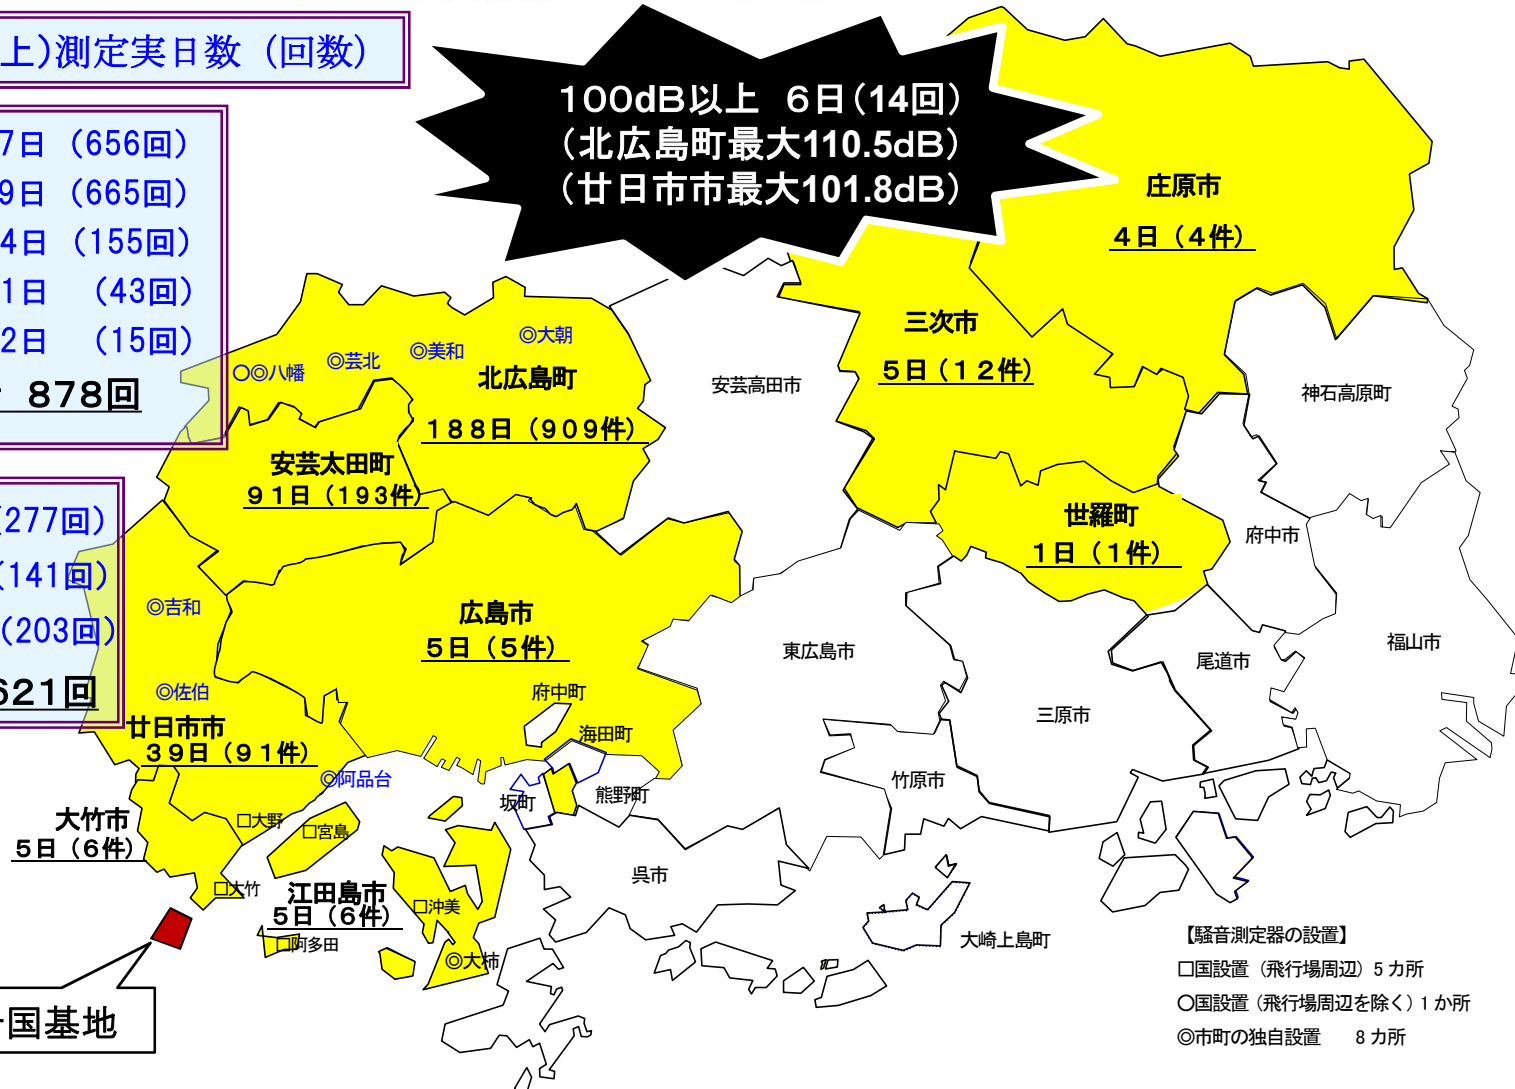 上)測定実日数（回数）
7日（656回）
9日（665回）
4日（155回）
1日　（43回）
2日　（15回）
878回
(277回)
(141回)
(203回)
621回
100dB以上　6日(14回)
(北広島町最大110.5dB)
(廿日市市最大101.8dB)
庄原市
4日（4件）
三次市
5日（12件）
○◎八幡
◎芸北
◎美和
◎大朝
北広島町
188日（909件）
安芸高田市
神石高原町
安芸太田町
91日（193件）
世羅町
1日（1件）
府中市
◎吉和
広島市
5日（5件）
東広島市
尾道市
福山市
◎佐伯
廿日市市
39日（91件）
府中町
海田町
三原市
◎阿品台
坂町
熊野町
竹原市
大竹市
5日（6件）
□大野
□宮島
□大竹
江田島市
5日（6件）
□沖美
呉市
□阿多田
◎大柿
大崎上島町
国基地
【騒音測定器の設置】
□国設置（飛行場周辺）5カ所
○国設置（飛行場周辺を除く）1か所
◎市町の独自設置　8カ所